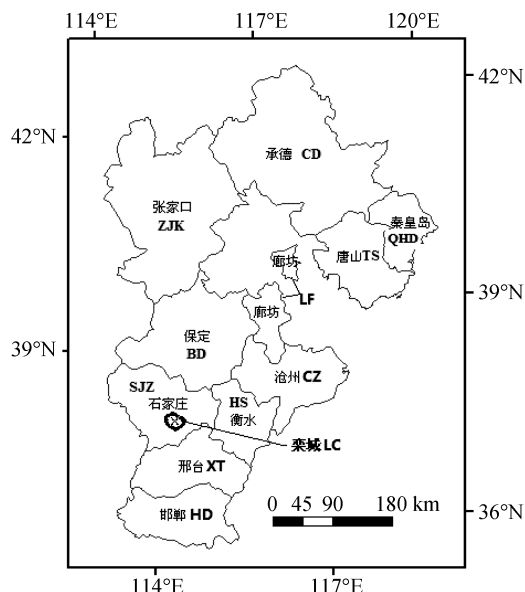 114°E 117°E 120°E
42°N
42°N
承德 CD
张家口
ZJK
秦皇岛
QHD
唐山TS
廊坊
39°N
LF
廊坊
保定
BD
39°N
沧州 CZ
SJZ
石家庄
HS
衡水
栾城 LC
邢台 XT
0 45 90 180 km
邯郸 HD
36°N
114°E 117°E